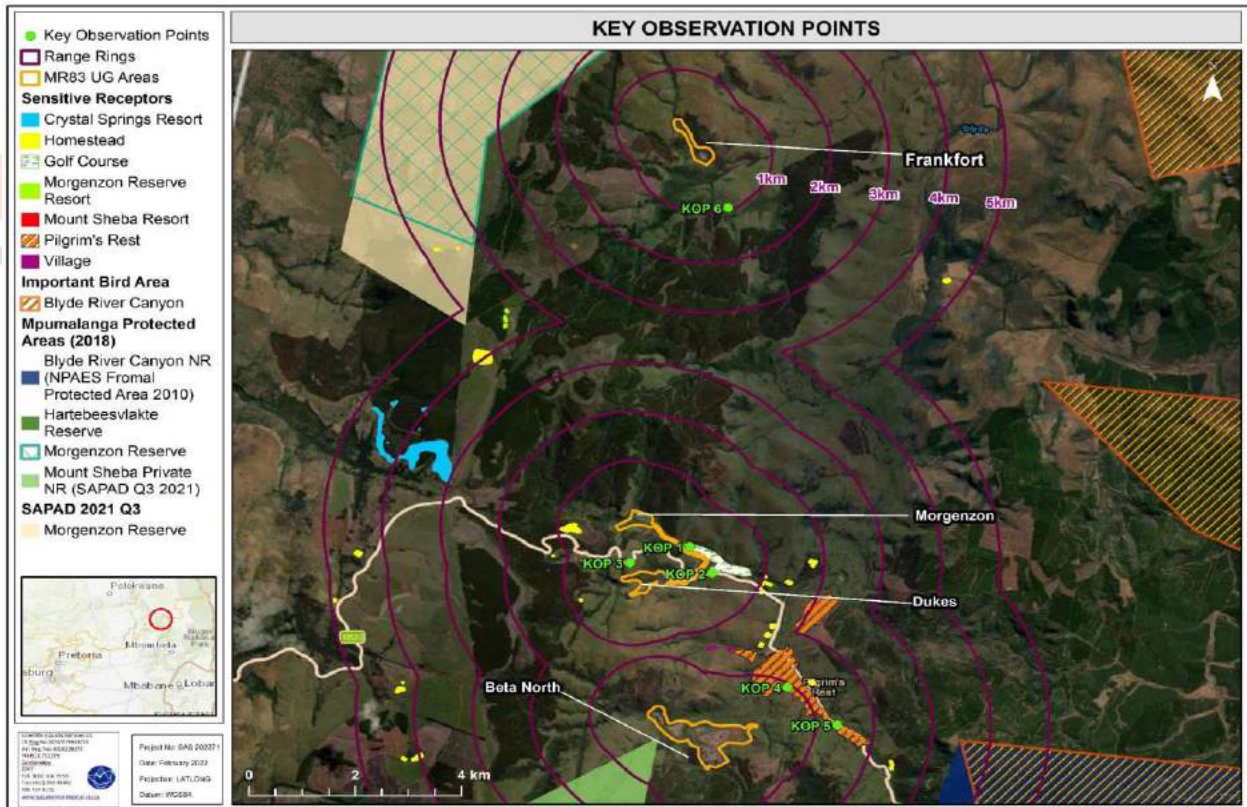 KEY OBSERVATION POINTS
Key Observation Points
Range Rings
MR83 UG Areas
Sensitive Receptors
Crystal Springs Resort
Homestead
Golf Course
Morgenzon Reserve
Resort
Mount Sheba Resort
Pilgrim's Rest
Village
Important Bird Area
Blyde River Canyon
Mpumalanga Protected
Areas (2018)
Blyde River Canyon NR
(NPAES Fromal
Protected Area 2010)
Hartebeesvlakte
Reserve
Morgenzon Reserve
Mount Sheba Private
NR (SAPAD Q3 2021)
SAPAD 2021 Q3
Morgenzon Reserve
Polokwane
Pretoria
Mbabane
Project No: SAS 202271
Date: February 2022
Projection: LATLONG
Datum: WGS84
Frankfort
1km
2km
3km
4km
5km
KOP 6
Morgenzon
KOP 1
KOP 3
KOP 2
Dukes
Beta North
KOP 4
Pilgrim's
Rest
KOP 5
0 2 4 km